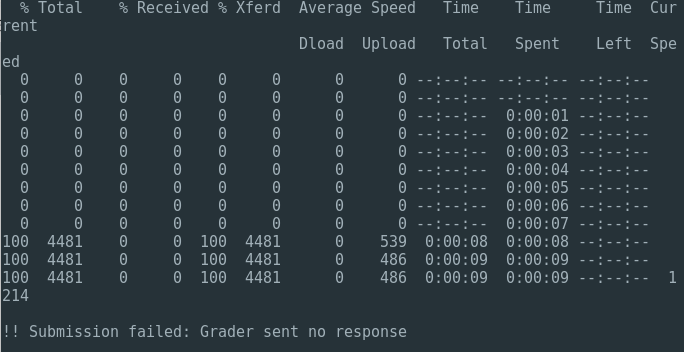 % Total % Received % Xferd Average Speed Time Time Time Cur
rent
Dload Upload Total Spent Left Spe
ed
0 0 0 0 0 0 0 0 --:--:-- --:--:-- --:--:--
0 0 0 0 0 0 0 0 --:--:-- --:--:-- --:--:--
0 0 0 0 0 0 0 0 --:--:-- 0:00:01 --:--:--
0 0 0 0 0 0 0 0 --:--:-- 0:00:02 --:--:--
0 0 0 0 0 0 0 0 --:--:-- 0:00:03 --:--:--
0 0 0 0 0 0 0 0 --:--:-- 0:00:04 --:--:--
0 0 0 0 0 0 0 0 --:--:-- 0:00:05 --:--:--
0 0 0 0 0 0 0 0 --:--:-- 0:00:06 --:--:--
0 0 0 0 0 0 0 0 --:--:-- 0:00:07 --:--:--
100 4481 0 0 100 4481 0 539 0:00:08 0:00:08 --:--:--
100 4481 0 0 100 4481 0 486 0:00:09 0:00:09 --:--:--
100 4481 0 0 100 4481 0 486 0:00:09 0:00:09 --:--:-- 1
214
!! Submission failed: Grader sent no response